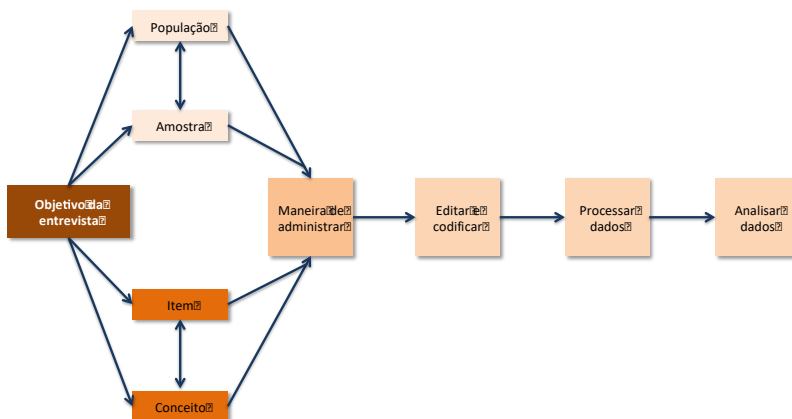 População
Amostra
Objetivo da
entrevista
Maneira de
administrar
Editar e
codificar
Processar
dados
Analisar
dados
Item
Conceito